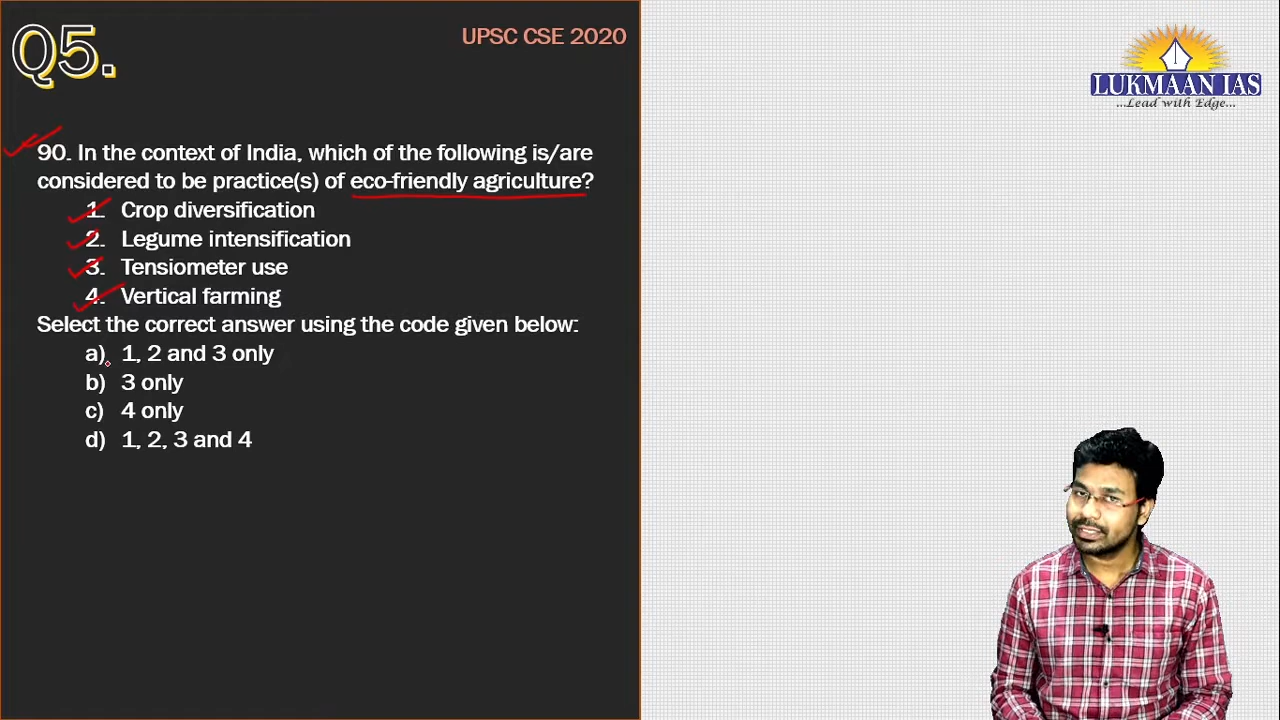 Q5.
UPSC CSE 2020
LUKMAAN IAS
...Lead with Edge...
90. In the context of India, which of the following is/are
considered to be practice(s) of eco-friendly agriculture?
1. Crop diversification
2. Legume intensification
3. Tensiometer use
4. Vertical farming
Select the correct answer using the code given below:
a) 1, 2 and 3 only
b) 3 only
c) 4 only
d) 1, 2, 3 and 4